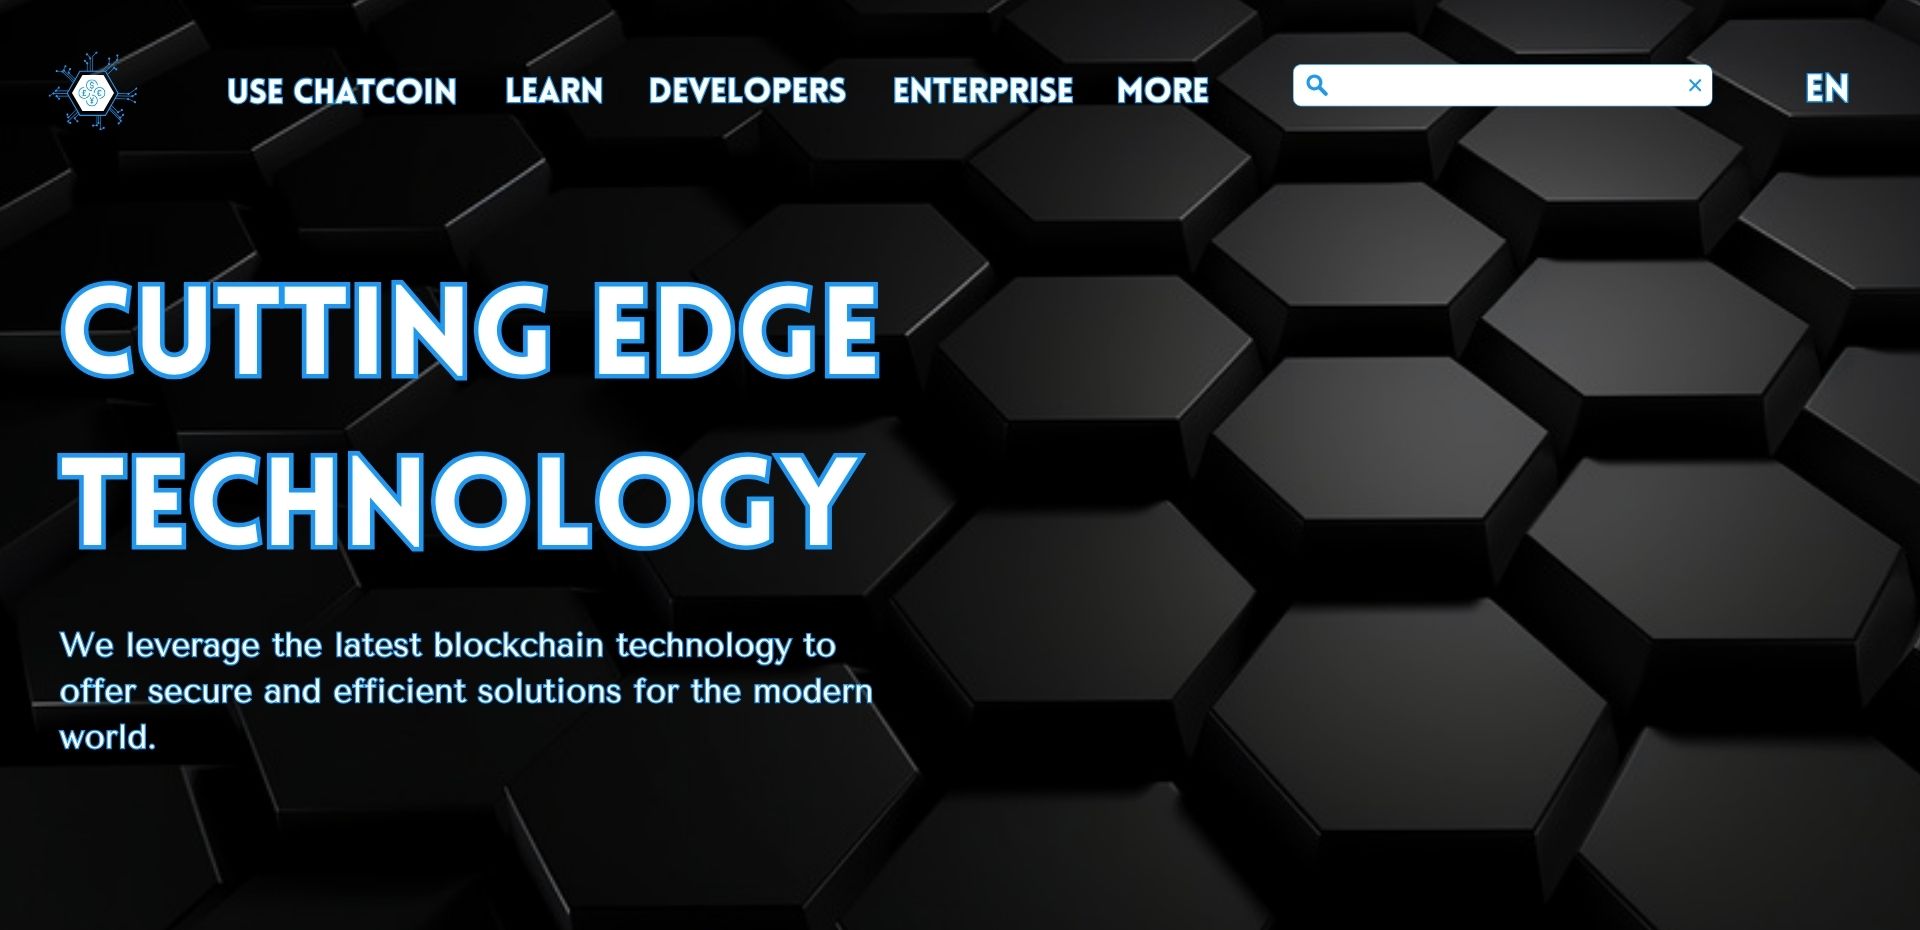 USE CHATCOIN LEARN DEVELOPERS ENTERPRISE MORE EN
CUTTING EDGE
TECHNOLOGY
We leverage the latest blockchain technology to
offer secure and efficient solutions for the modern
world.